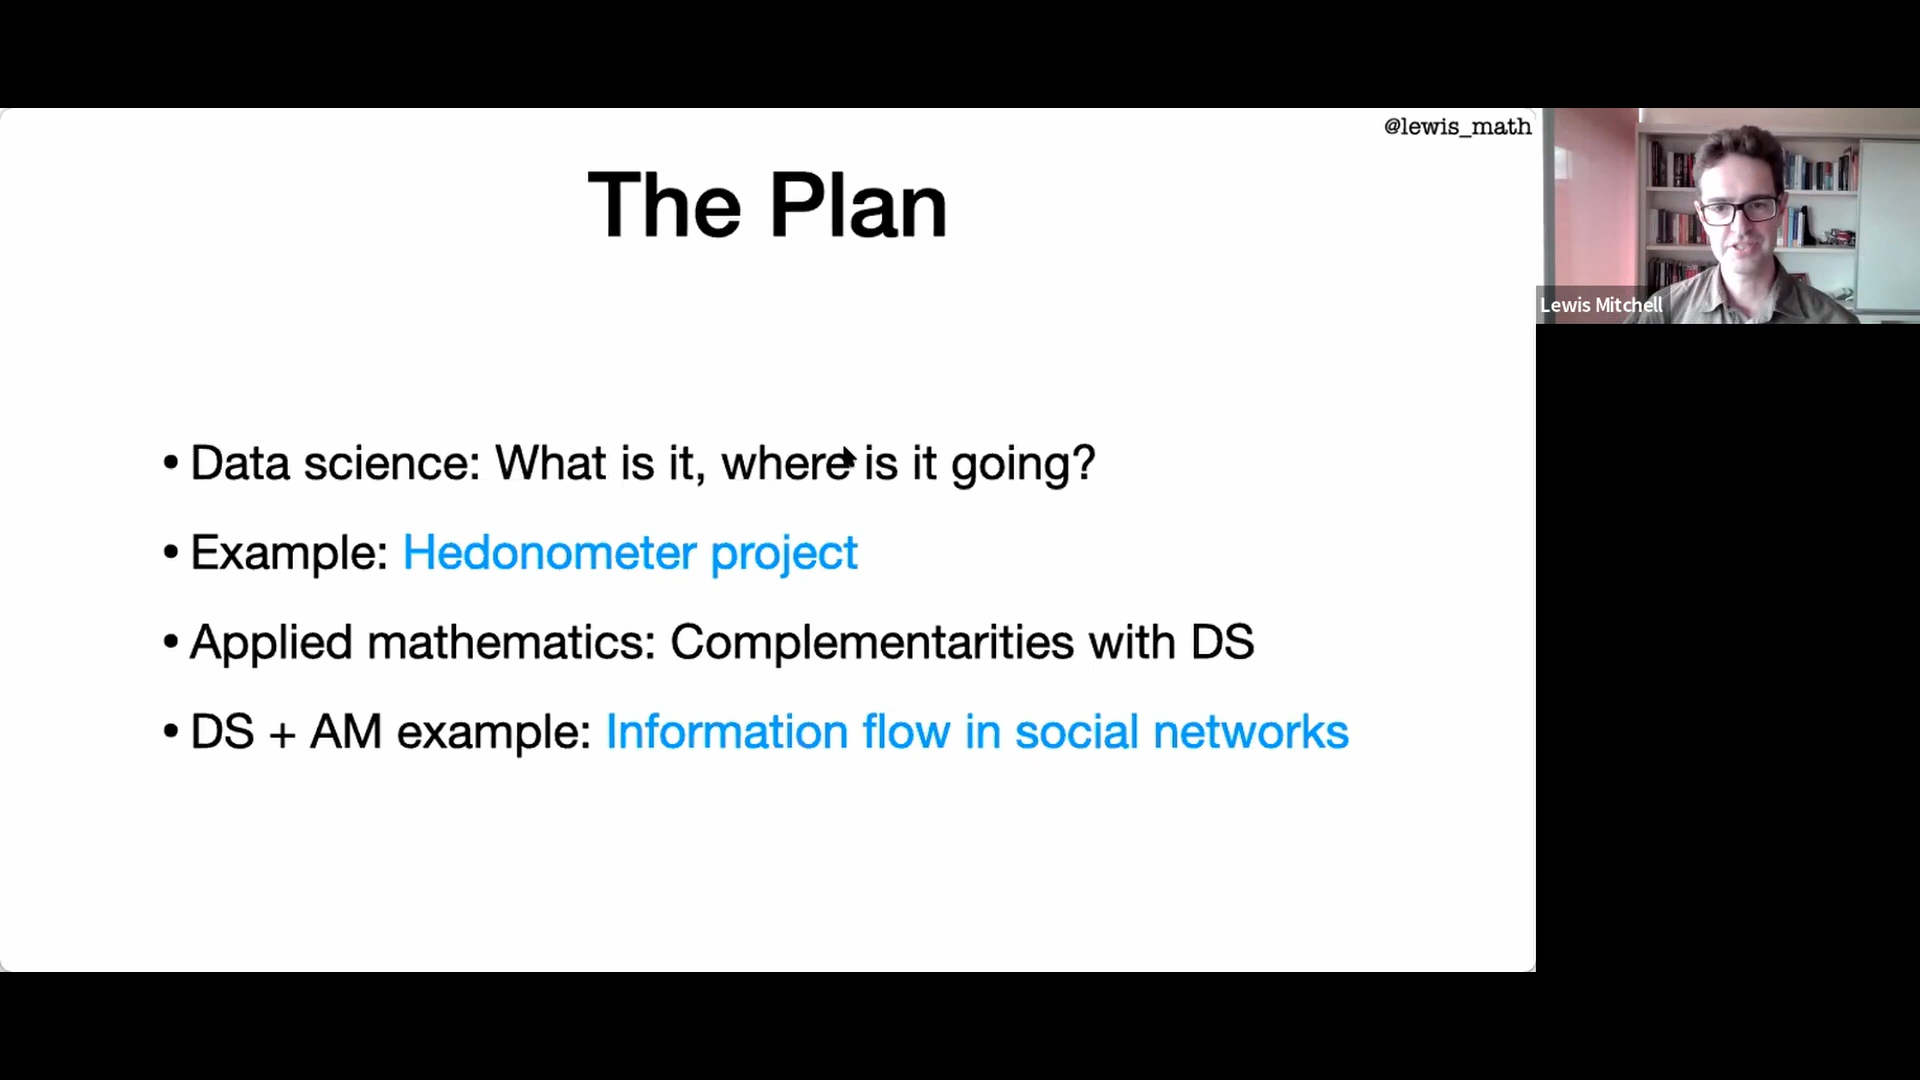 @lewis_math
The Plan
• Data science: What is it, where is it going?
• Example: Hedonometer project
• Applied mathematics: Complementarities with DS
• DS + AM example: Information flow in social networks
Lewis Mitchell